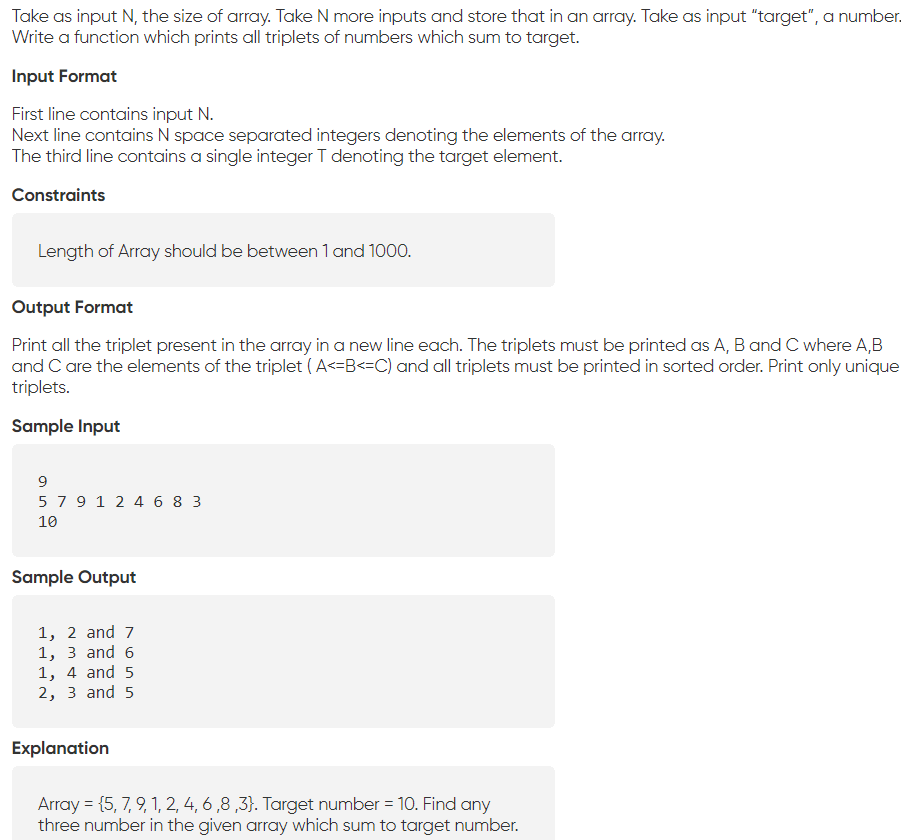 Take as input N, the size of array. Take N more inputs and store that in an array. Take as input "target", a number.
Write a function which prints all triplets of numbers which sum to target.
Input Format
First line contains input N.
Next line contains N space separated integers denoting the elements of the array.
The third line contains a single integer T denoting the target element.
Constraints
Length of Array should be between 1 and 1000.
Output Format
Print all the triplet present in the array in a new line each. The triplets must be printed as A, B and C where A,B
and C are the elements of the triplet ( A<=B<=C) and all triplets must be printed in sorted order. Print only unique
triplets.
Sample Input
9
5 7 9 1 2 4 6 8 3
10
Sample Output
1, 2 and 7
1, 3 and 6
1, 4 and 5
2, 3 and 5
Explanation
Array = {5, 7, 9, 1, 2, 4, 6 ,8 ,3}. Target number = 10. Find any
three number in the given array which sum to target number.